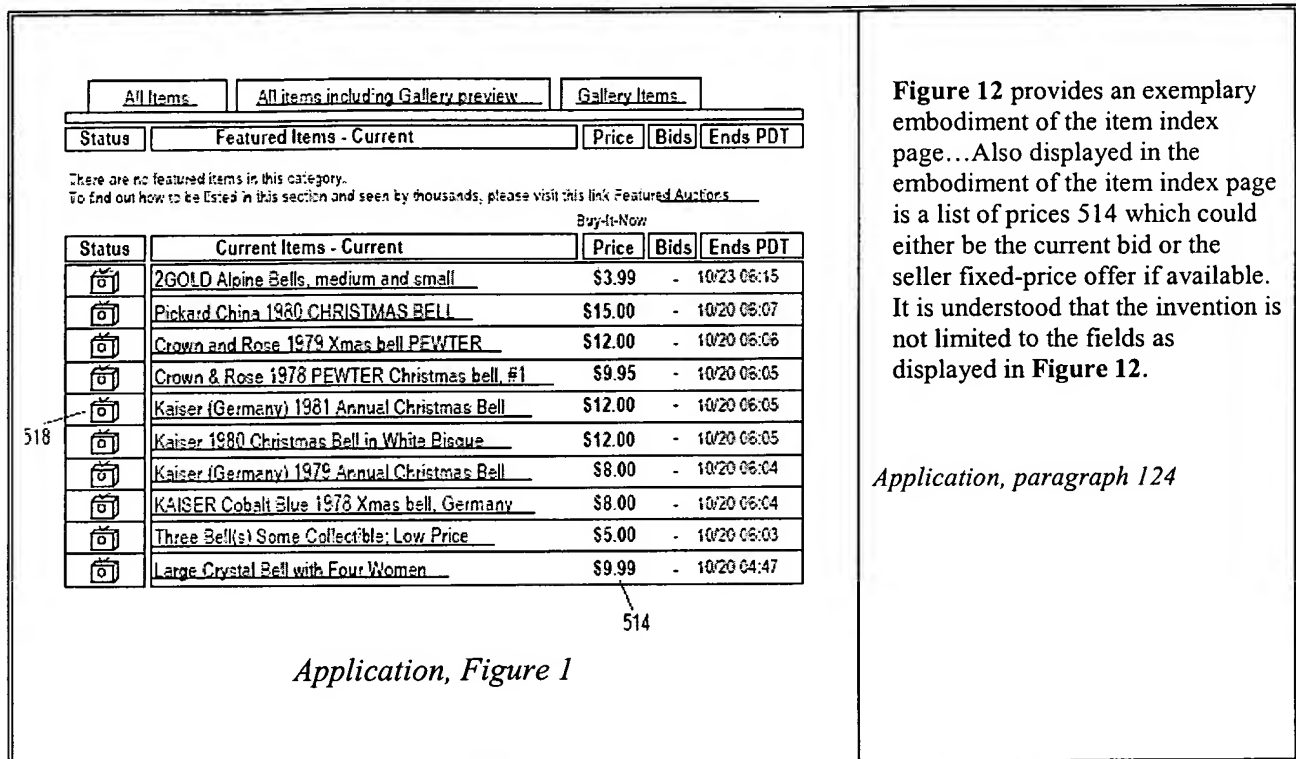 All Items
All items including Gallery preview
Gallery Items
Status Featured Items - Current Price Bids Ends PDT
There are no featured items in this category.
To find out how to be listed in this section and seen by thousands, please visit this link Featured Auctions
Buy-It-Now
Status Current Items - Current Price Bids Ends PDT
2GOLD Alpine Bells, medium and small $3.99 - 10/23 06:15
Pickard China 1980 CHRISTMAS BELL $15.00 - 10/20 06:07
Crown and Rose 1979 Xmas bell PEWTER $12.00 - 10/20 06:06
Crown & Rose 1978 PEWTER Christmas bell, #1 $9.95 - 10/20 06:05
Kaiser (Germany) 1981 Annual Christmas Bell $12.00 - 10/20 06:05
518
Kaiser 1980 Christmas Bell in White Bisque $12.00 - 10/20 06:05
Kaiser (Germany) 1979 Annual Christmas Bell $8.00 - 10/20 06:04
KAISER Cobalt Blue 1978 Xmas bell, Germany $8.00 - 10/20 06:04
Three Bell(s) Some Collectible; Low Price $5.00 - 10/20 06:03
Large Crystal Bell with Four Women $9.99 - 10/20 04:47
514
Application, Figure 1
Figure 12 provides an exemplary
embodiment of the item index
page...Also displayed in the
embodiment of the item index page
is a list of prices 514 which could
either be the current bid or the
seller fixed-price offer if available.
It is understood that the invention is
not limited to the fields as
displayed in Figure 12.
Application, paragraph 124